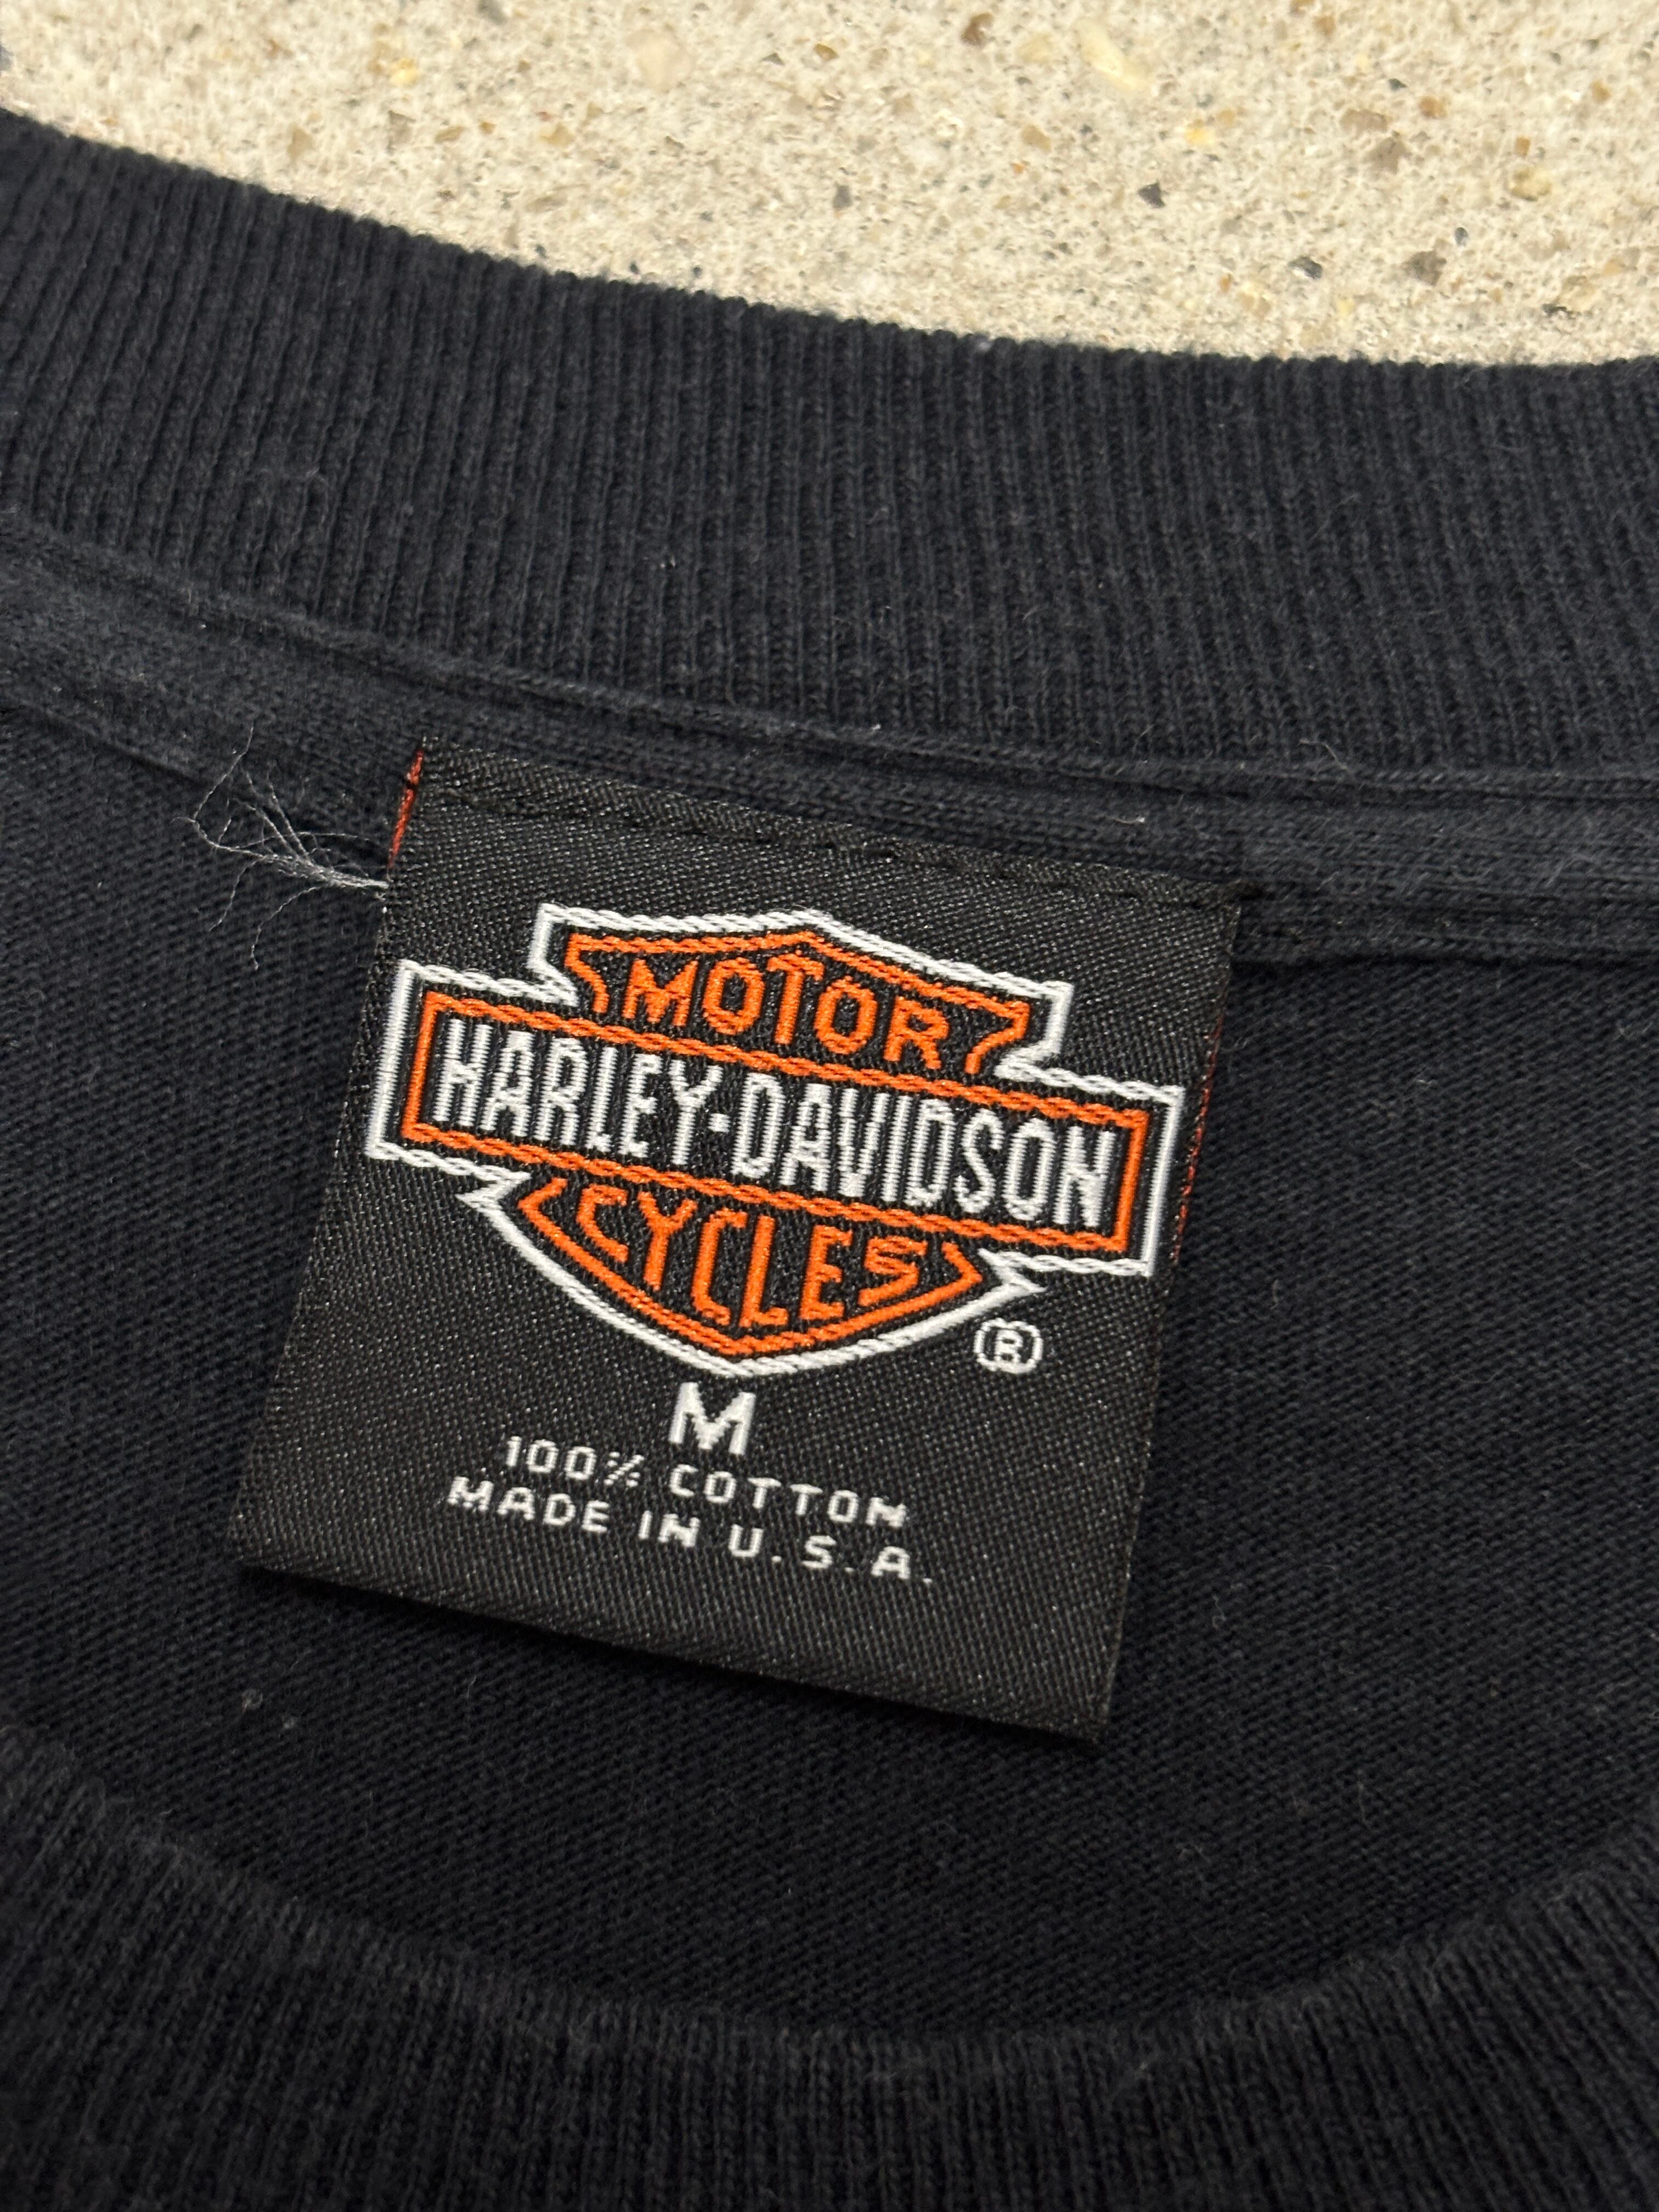 MOTOR
HARLEY-DAVIDSON
CYCLES
®
M
100% COTTON
MADE IN U.S.A.